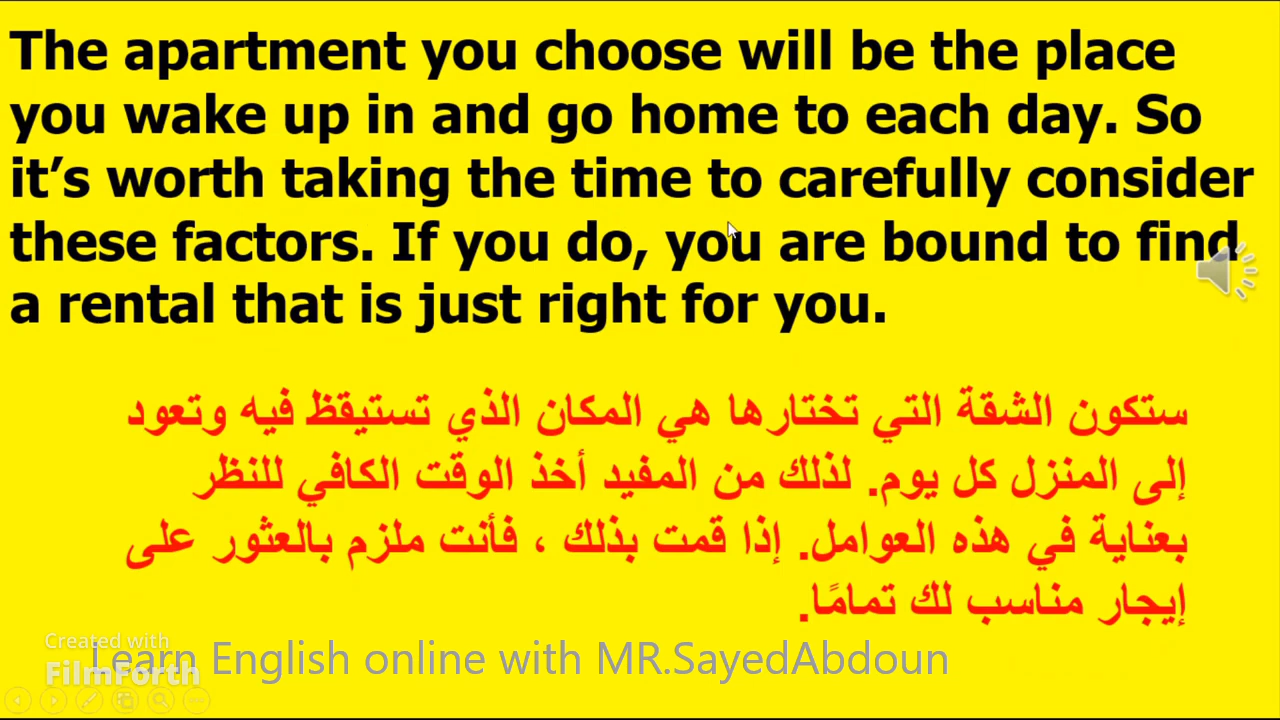 The apartment you choose will be the place
you wake up in and go home to each day. So
it’s worth taking the time to carefully consider
these factors. If you do, you are bound to find
a rental that is just right for you.
ستكون الشقة التي تختارها هي المكان الذي تستيقظ فيه وتعود
إلى المنزل كل يوم. لذلك من المفيد أخذ الوقت الكافي للنظر
بعناية في هذه العوامل. إذا قمت بذلك ، فأنت ملزم بالعثور على
إيجار مناسب لك تمامًا.
Created with
FilmForth
Learn English online with MR.SayedAbdoun